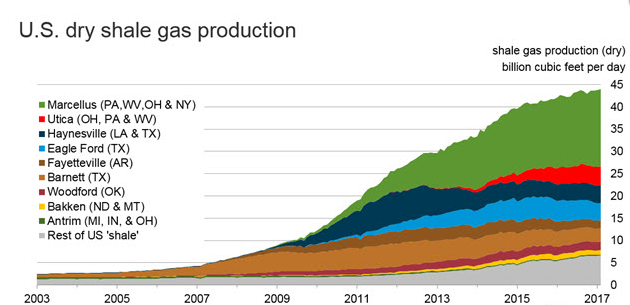 U.S. dry shale gas production
shale gas production (dry)
billion cubic feet per day
Marcellus (PA,WV,OH & NY)
Utica (OH, PA & WV)
Haynesville (LA & TX)
Eagle Ford (TX)
Fayetteville (AR)
Barnett (TX)
Woodford (OK)
Bakken (ND & MT)
Antrim (MI, IN, & OH)
Rest of US 'shale'
45
40
35
30
25
20
15
10
5
0
2003 2005 2007 2009 2011 2013 2015 2017